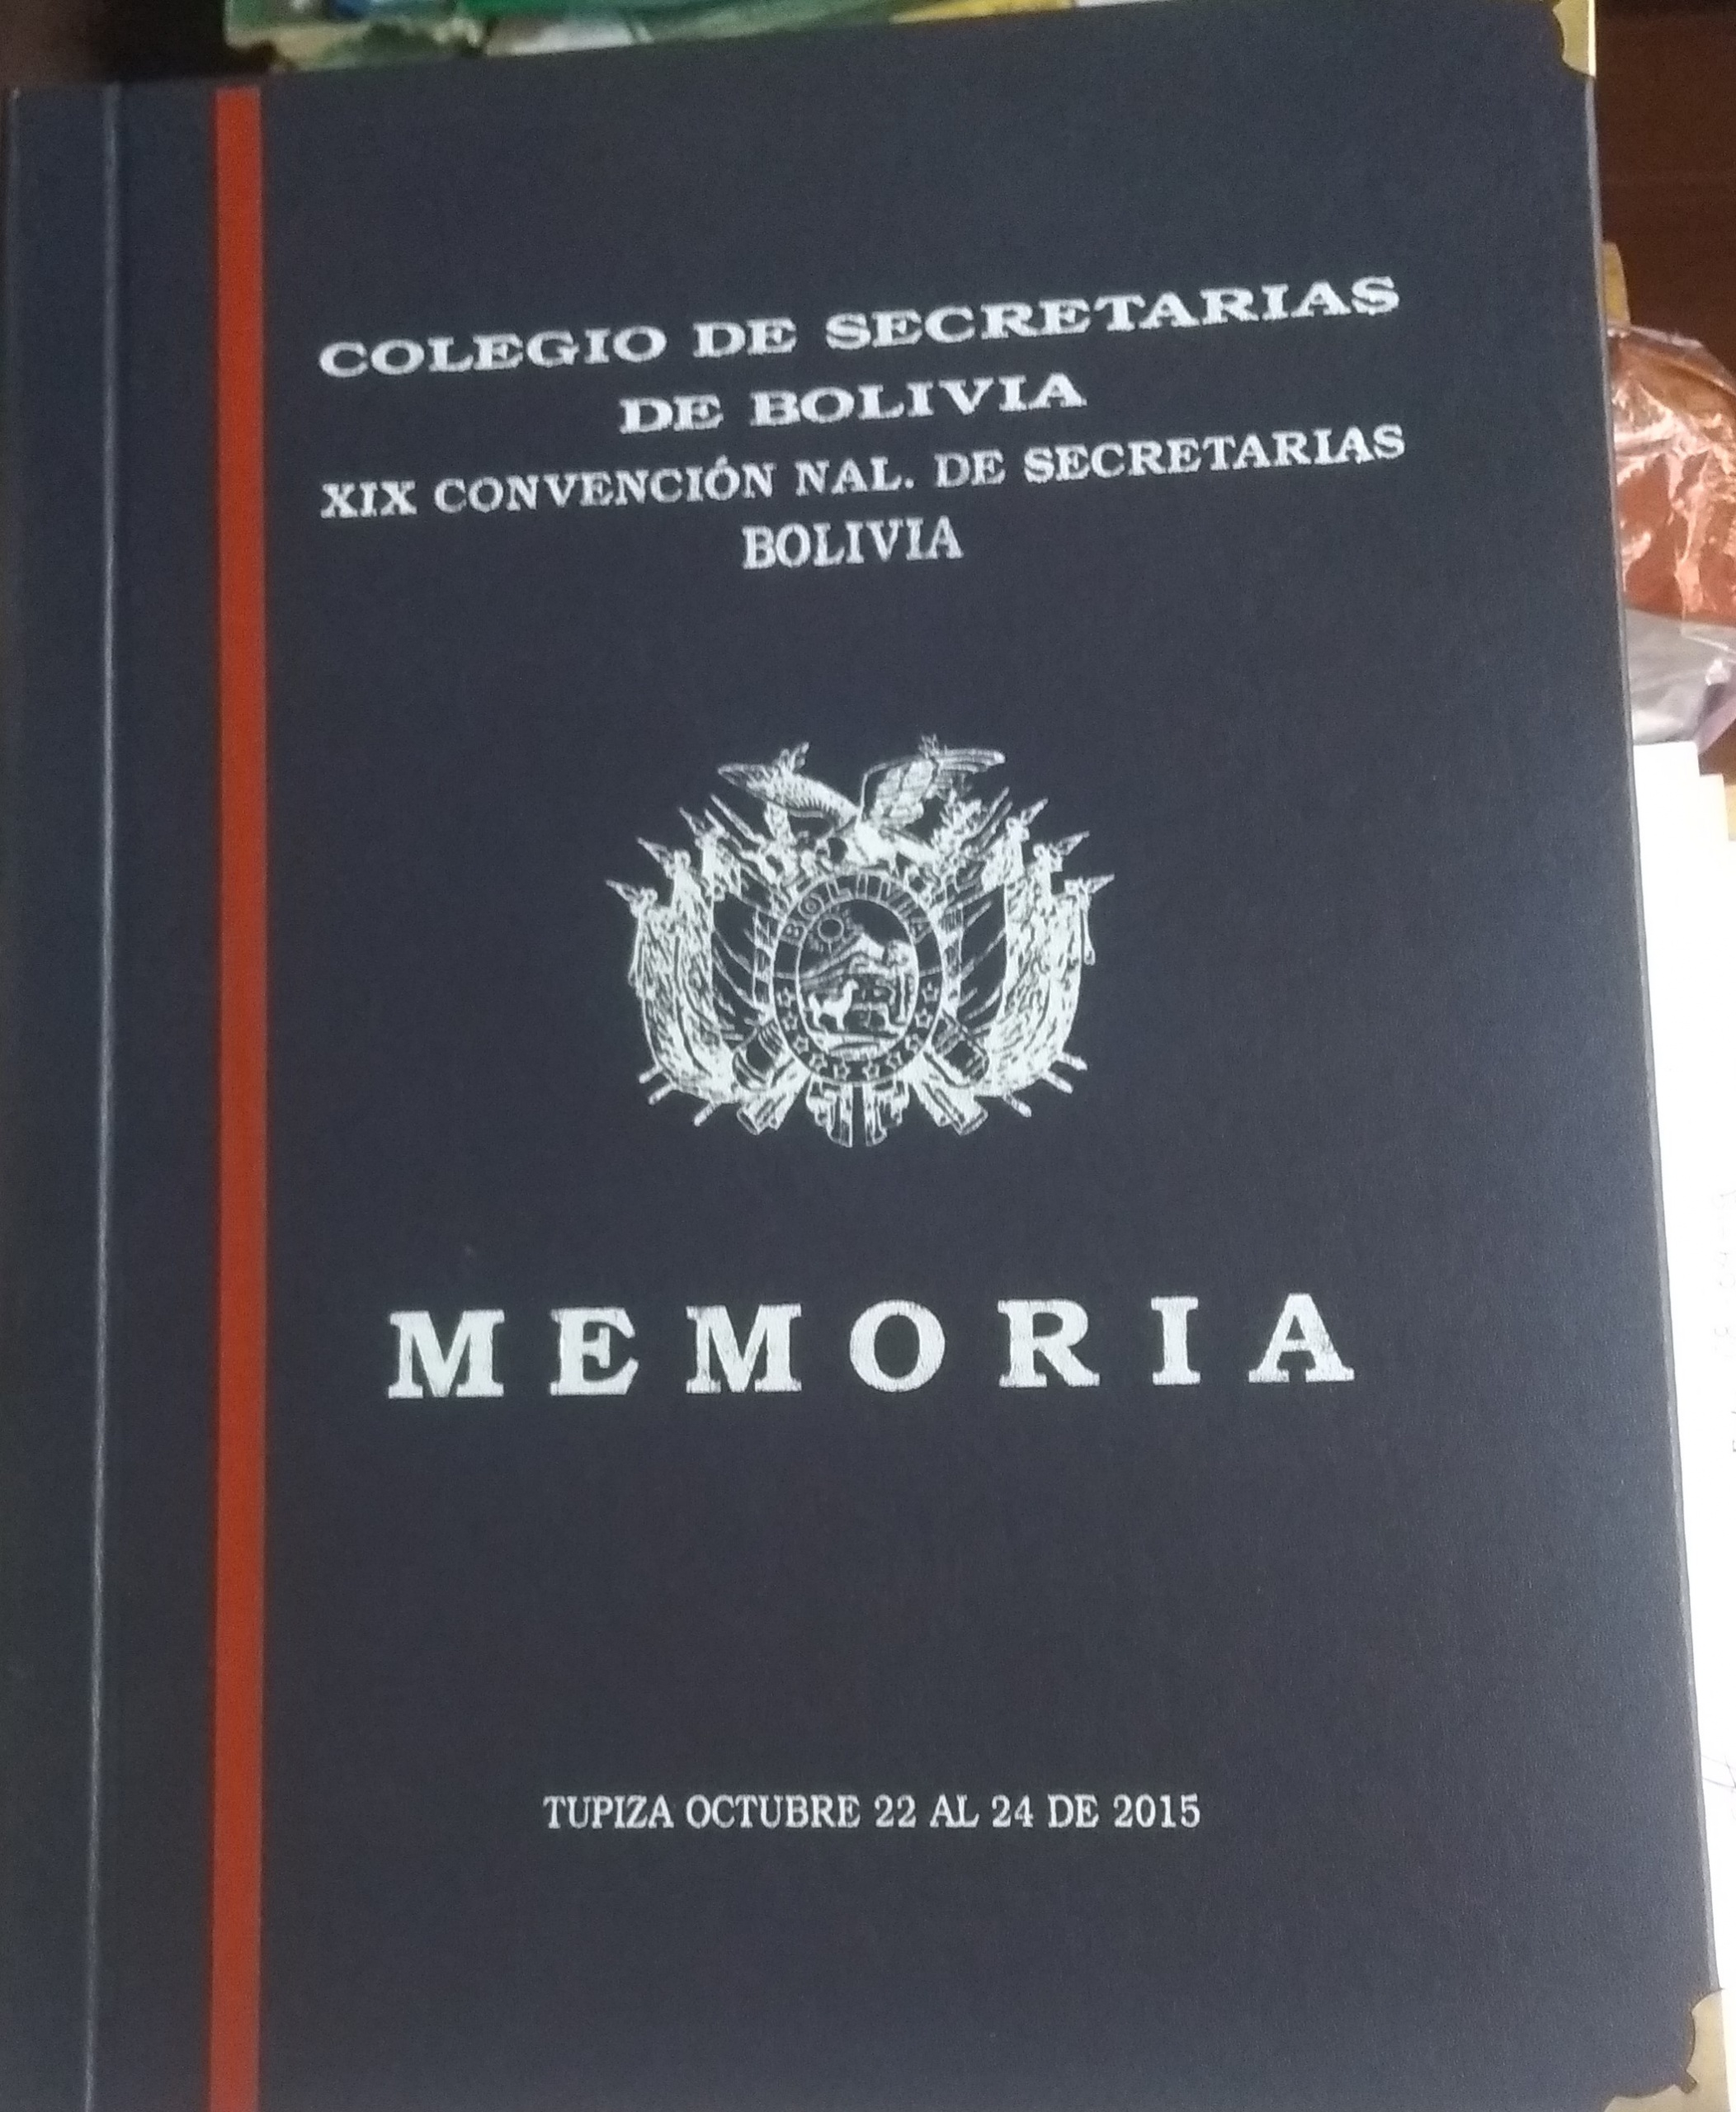 COLEGIO DE SECRETARIAS
DE BOLIVIA
XIX CONVENCIÓN NAL. DE SECRETARIAS
BOLIVIA
BOLIVIA
MEMORIA
TUPIZA OCTUBRE 22 AL 24 DE 2015